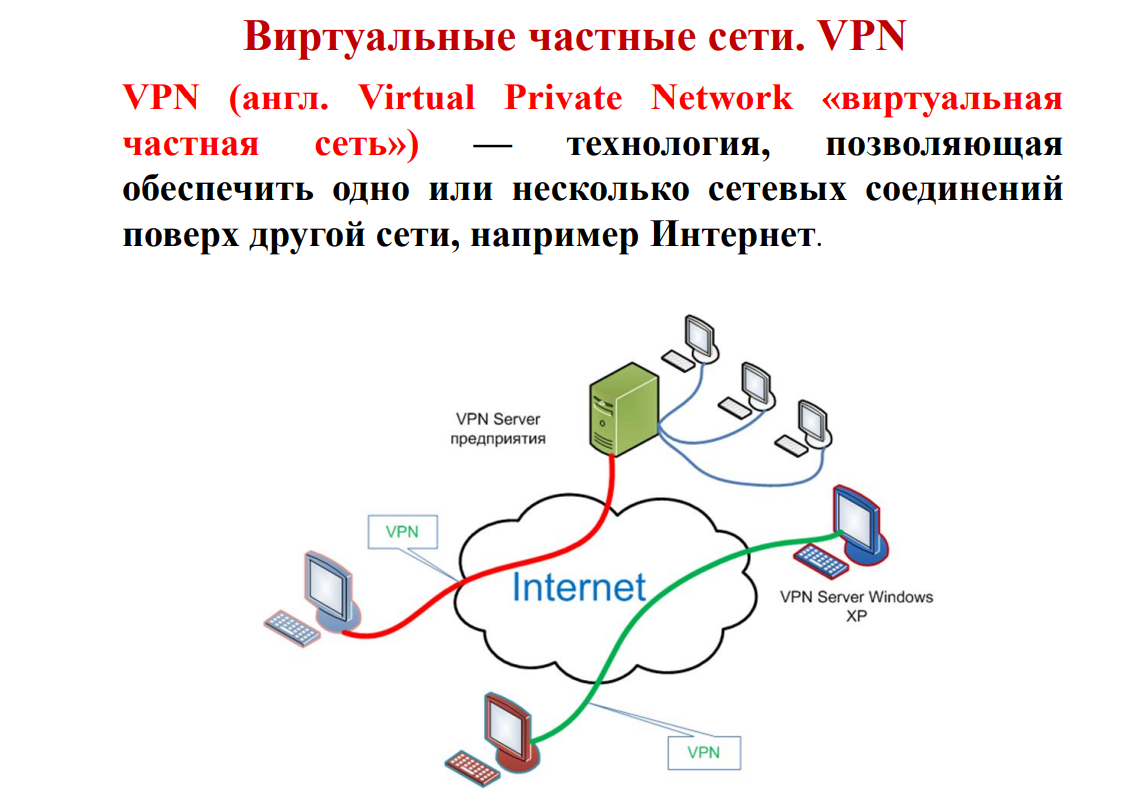 Виртуальные частные сети. VPN
VPN (англ. Virtual Private Network «виртуальная
частная сеть») — технология, позволяющая
обеспечить одно или несколько сетевых соединений
поверх другой сети, например Интернет.
VPN Server
предприятия
VPN
Internet
VPN Server Windows
XP
VPN